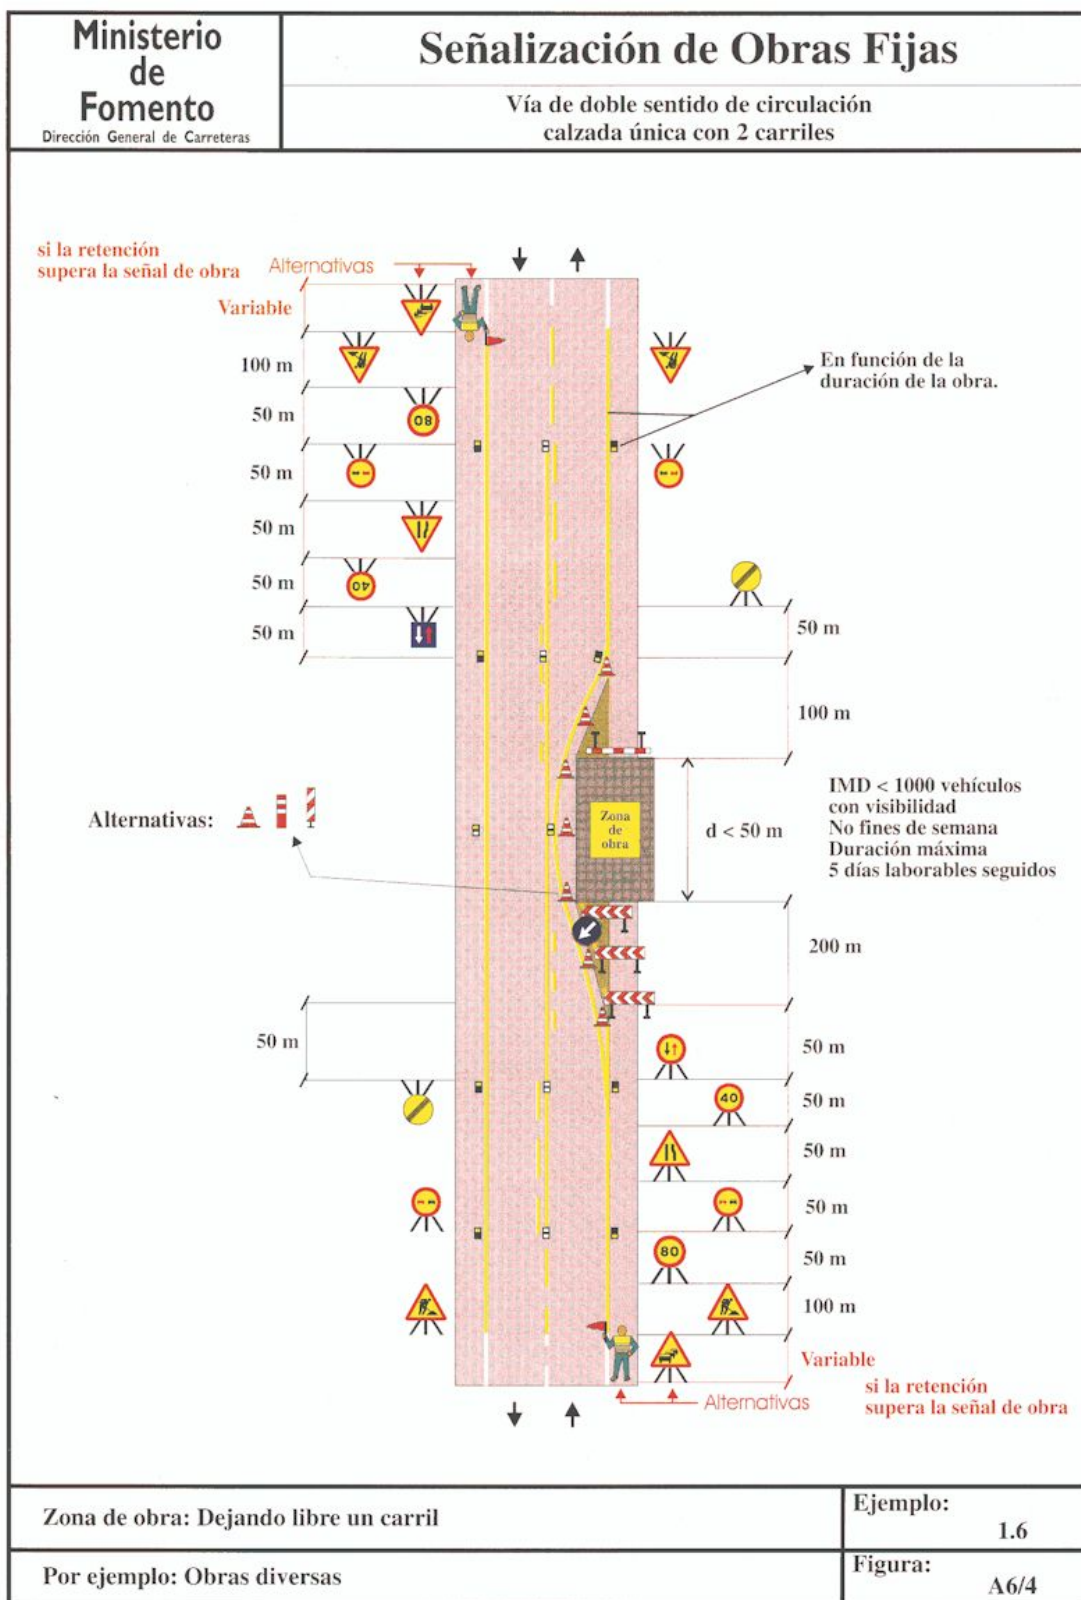 Ministerio
de
Fomento
Dirección General de Carreteras
Señalización de Obras Fijas
Vía de doble sentido de circulación
calzada única con 2 carriles
si la retención
supera la señal de obra
Alternativas
Variable
100 m
50 m
80
50 m
50 m
50 m
40
50 m
En función de la
duración de la obra.
50 m
100 m
Alternativas:
Zona
de
obra
d < 50 m
IMD < 1000 vehículos
con visibilidad
No fines de semana
Duración máxima
5 días laborables seguidos
200 m
50 m
50 m
40
50 m
50 m
50 m
80
50 m
100 m
Variable
si la retención
supera la señal de obra
Alternativas
Zona de obra: Dejando libre un carril
Ejemplo:
1.6
Por ejemplo: Obras diversas
Figura:
A6/4